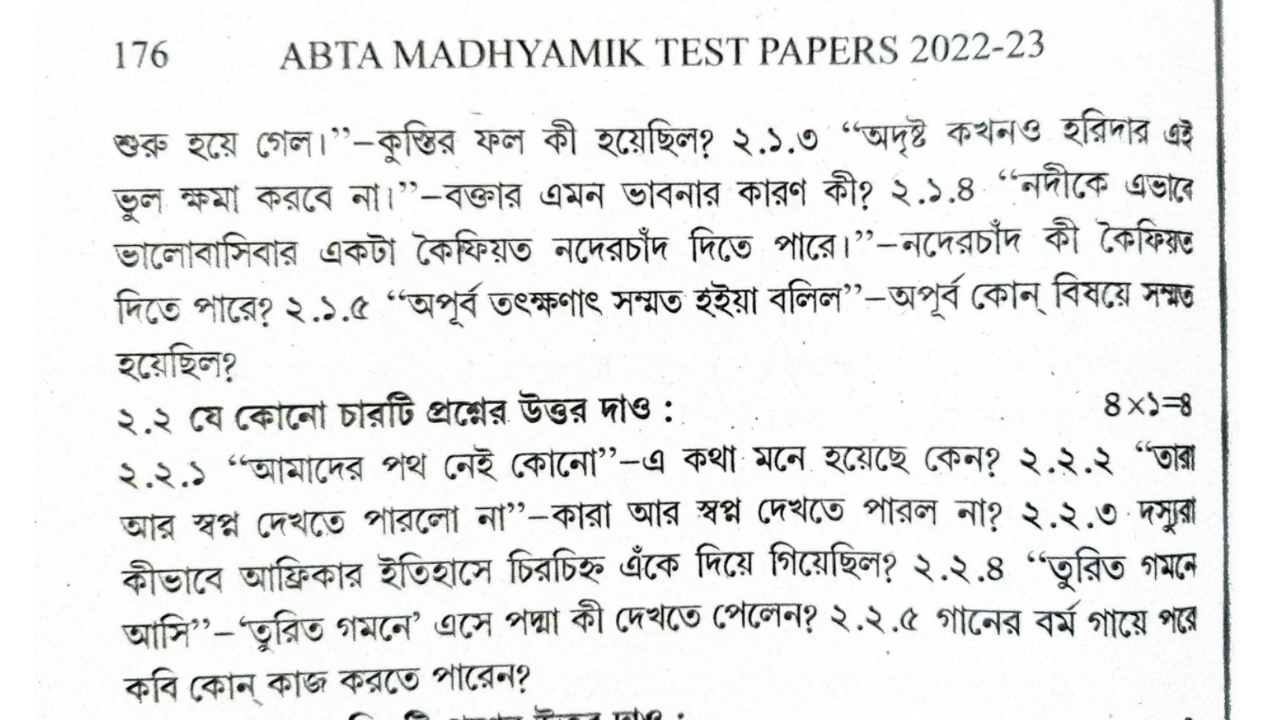 176 ABTA MADHYAMIK TEST PAPERS 2022-23
শুরু হয়ে গেল।”–কুস্তির ফল কী হয়েছিল? ২.১.৩ “অদৃষ্ট কখনও হরিদার এই
ভুল ক্ষমা করবে না।”–বক্তার এমন ভাবনার কারণ কী? ২.১.৪ “নদীকে এভাবে
ভালোবাসিবার একটা কৈফিয়ত নদেরচাঁদ দিতে পারে।”–নদেরচাঁদ কী কৈফিয়ত
দিতে পারে? ২.১.৫ “অপূর্ব তৎক্ষণাৎ সম্মত হইয়া বলিল”–অপূর্ব কোন্ বিষয়ে সম্মত
হয়েছিল?
২.২ যে কোনো চারটি প্রশ্নের উত্তর দাও : ৪×১=৪
২.২.১ “আমাদের পথ নেই কোনো”–এ কথা মনে হয়েছে কেন? ২.২.২ “তারা
আর স্বপ্ন দেখতে পারলো না”–কারা আর স্বপ্ন দেখতে পারল না? ২.২.৩ দস্যুরা
কীভাবে আফ্রিকার ইতিহাসে চিরচিহ্ন এঁকে দিয়ে গিয়েছিল? ২.২.৪ “তুরিত গমনে
আসি”–‘তুরিত গমনে’ এসে পদ্মা কী দেখতে পেলেন? ২.২.৫ গানের বর্ম গায়ে পরে
কবি কোন্ কাজ করতে পারেন?